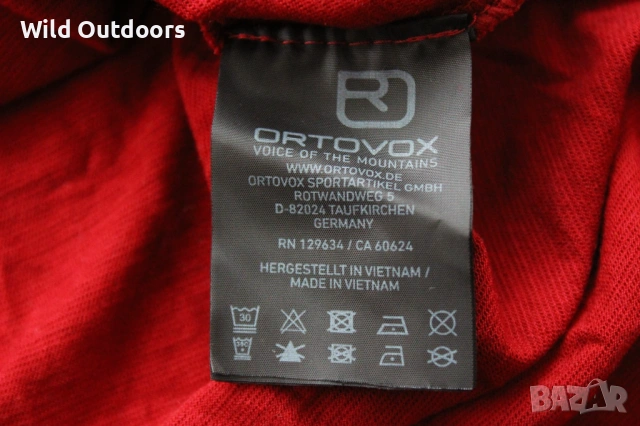 Wild Outdoors
ORTOVOX
VOICE OF THE MOUNTAINS
WWW.ORTOVOX.DE
ORTOVOX SPORTARTIKEL GMBH
ROTWANDWEG 5
D-82024 TAUFKIRCHEN
GERMANY
RN 129634 / CA 60624
HERGESTELLT IN VIETNAM /
MADE IN VIETNAM
30
BAZAR